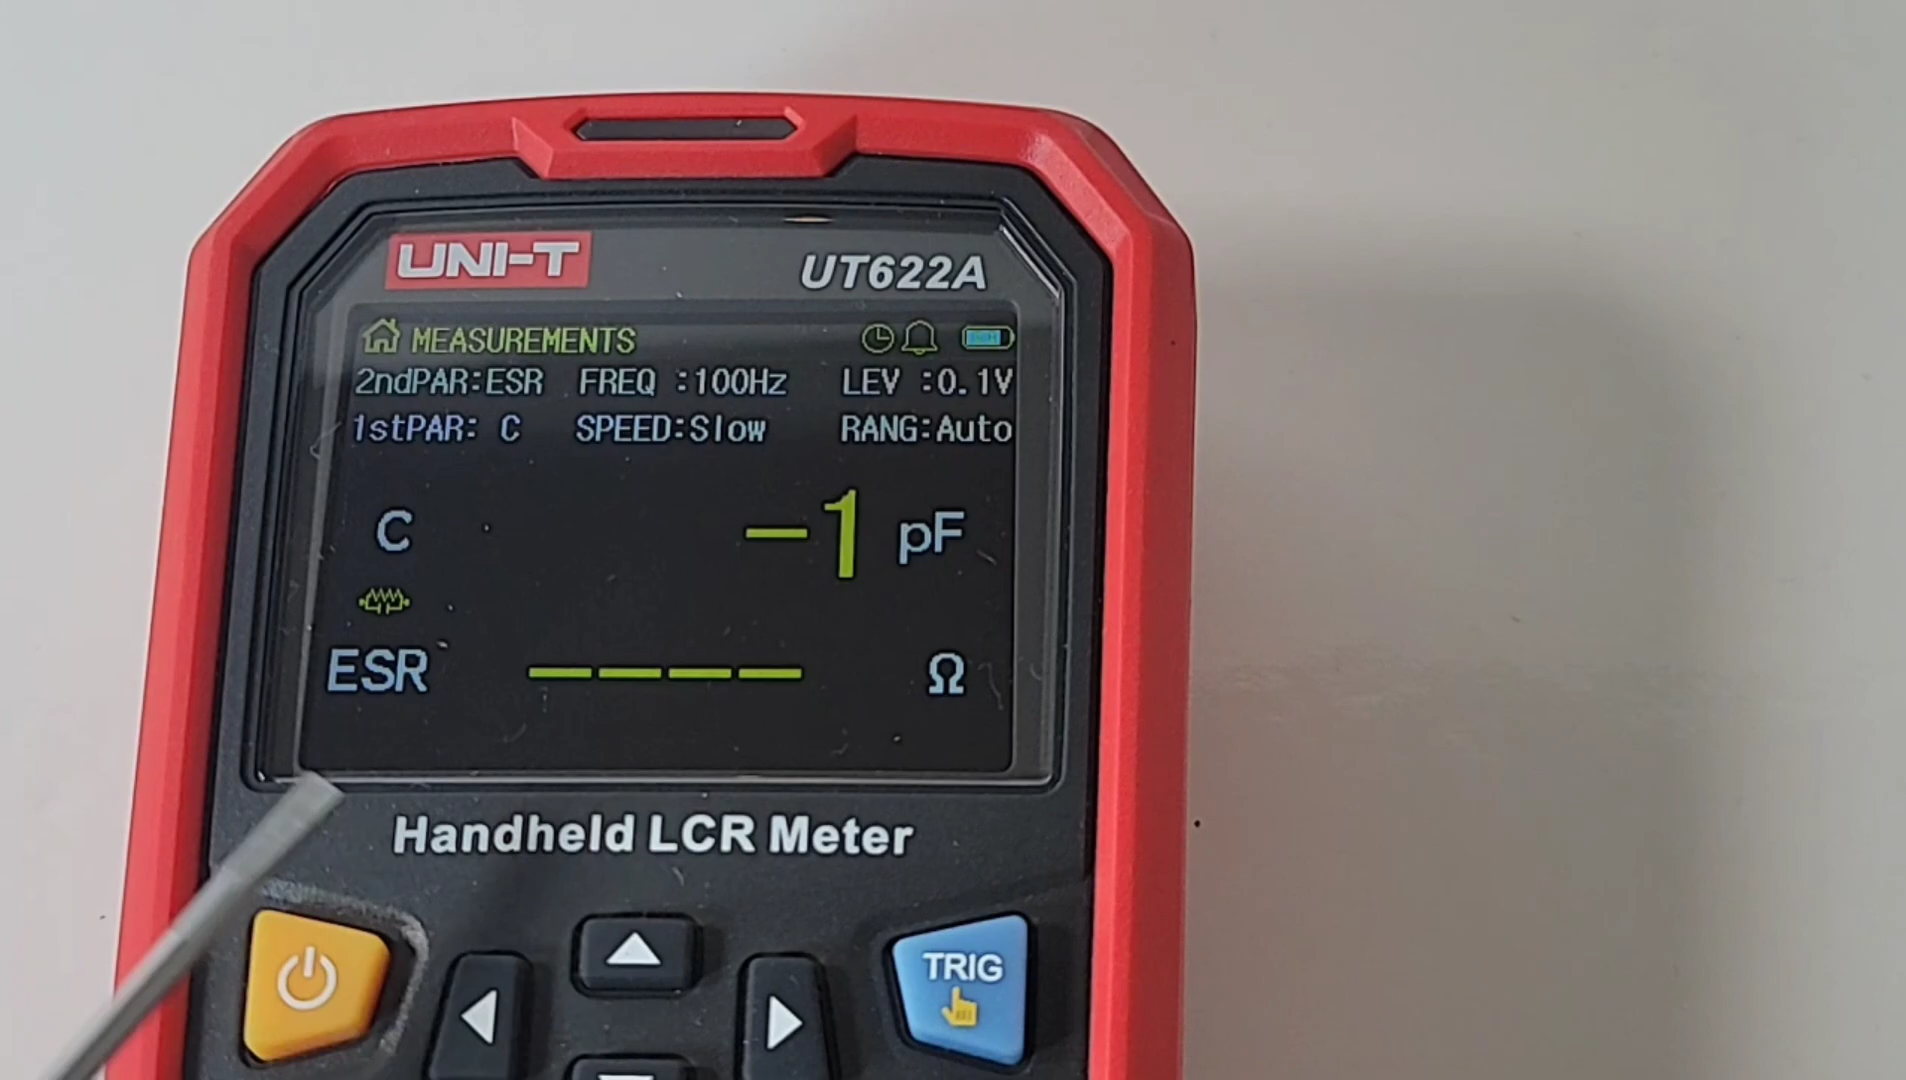 UNI-T
UT622A
MEASUREMENTS
2ndPAR:ESR FREQ :100Hz LEV :0.1V
1stPAR: C SPEED:Slow RANG:Auto
C -1 pF
ESR ---- Ω
Handheld LCR Meter
TRIG